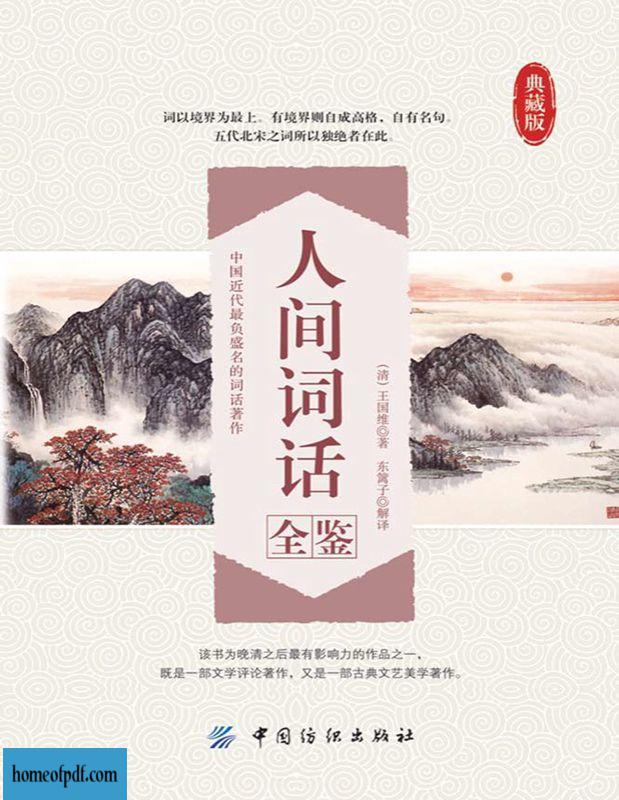 词以境界为最上。有境界则自成高格，自有名句。
五代北宋之词所以独绝者在此。
典藏版
人间词话
全鉴
中国近代最负盛名的词话著作
（清）王国维◎著
东篱子◎解译
该书为晚清之后最有影响力的作品之一，
既是一部文学评论著作，又是一部古典文艺美学著作。
中国纺织出版社
homeofpdf.com